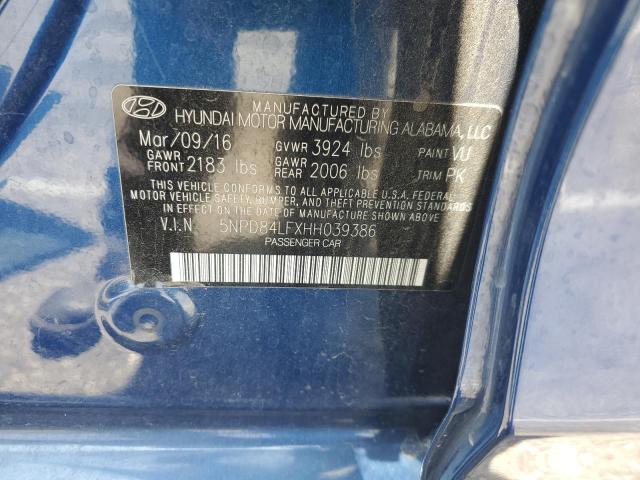 MANUFACTURED BY
HYUNDAI MOTOR MANUFACTURING ALABAMA, LLC
Mar/09/16 GVWR 3924 lbs PAINT VU
GAWR FRONT 2183 lbs GAWR REAR 2006 lbs TRIM PK
THIS VEHICLE CONFORMS TO ALL APPLICABLE U.S.A. FEDERAL
MOTOR VEHICLE SAFETY, BUMPER, AND THEFT PREVENTION
STANDARDS IN EFFECT ON THE DATE OF MANUFACTURE
SHOWN ABOVE.
V.I.N. 5NPD84LFXHH039386
PASSENGER CAR